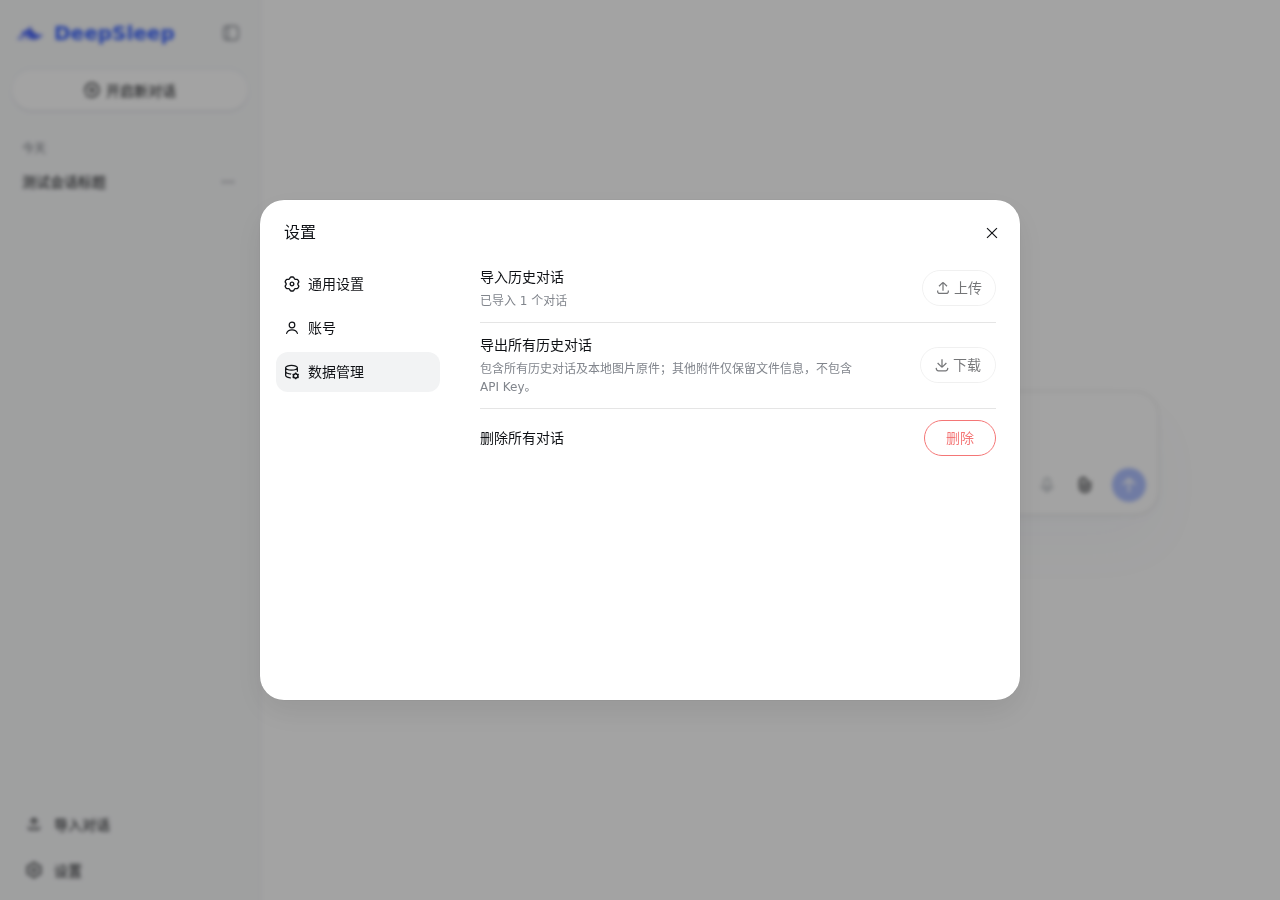 DeepSleep
开启新对话
今天
测试会话标题
设置
通用设置
账号
数据管理
导入历史对话
已导入 1 个对话
上传
导出所有历史对话
包含所有历史对话及本地图片原件；其他附件仅保留文件信息，不包含
API Key。
下载
删除所有对话
删除
导入对话
设置